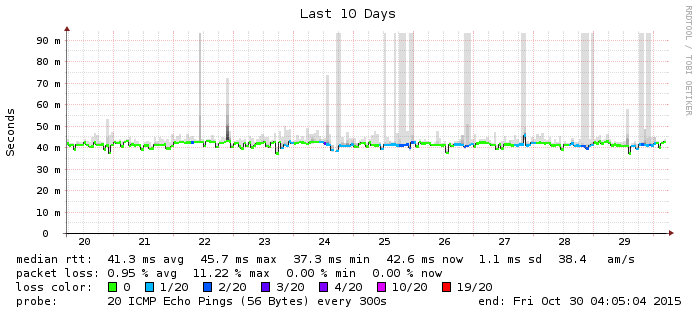 Last 10 Days
RRDTOOL / TOBI OETIKER
Seconds
90 m
80 m
70 m
60 m
50 m
40 m
30 m
20 m
10 m
0
20 21 22 23 24 25 26 27 28 29
median rtt: 41.3 ms avg 45.7 ms max 37.3 ms min 42.6 ms now 1.1 ms sd 38.4 am/s
packet loss: 0.95 % avg 11.22 % max 0.00 % min 0.00 % now
loss color: 0 1/20 2/20 3/20 4/20 10/20 19/20
probe: 20 ICMP Echo Pings (56 Bytes) every 300s end: Fri Oct 30 04:05:04 2015